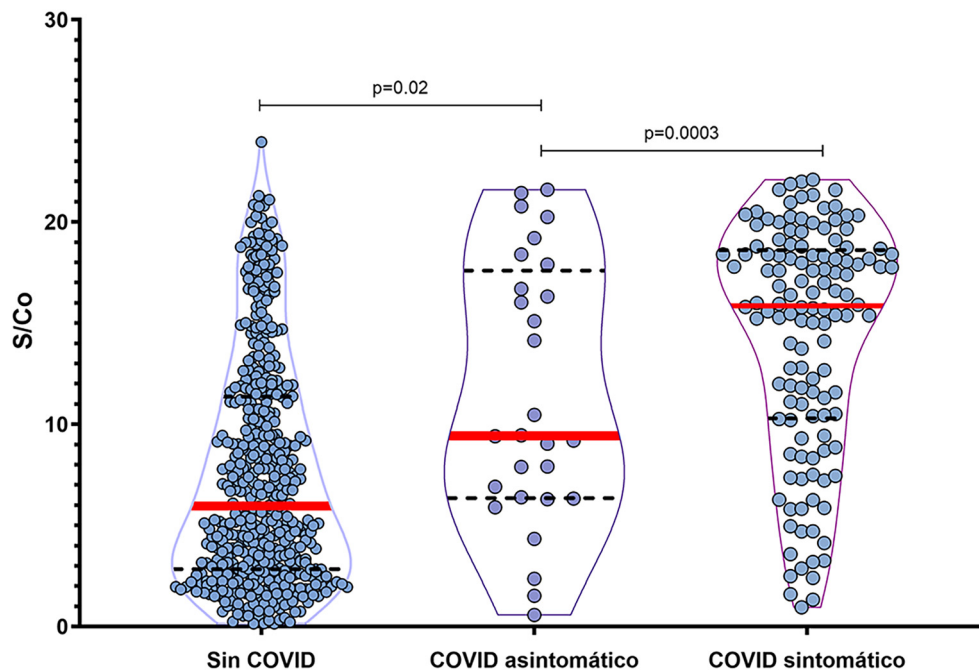 30
p=0.02
p=0.0003
20
S/Co
10
0
Sin COVID
COVID asintomático
COVID sintomático